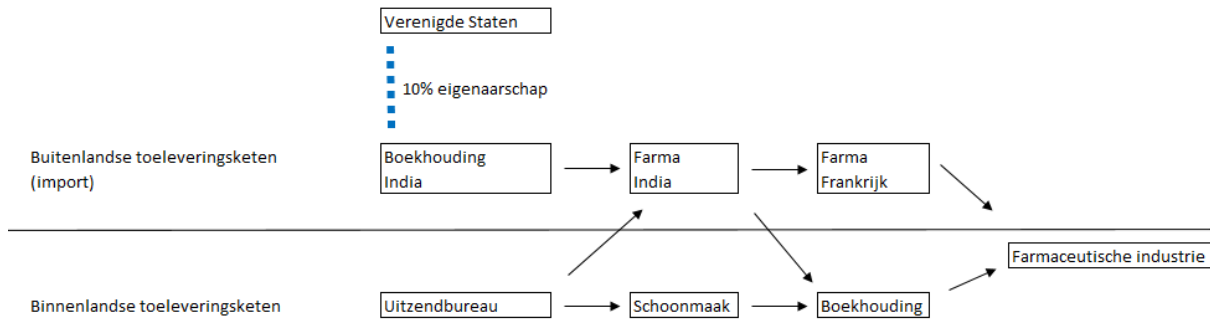 Verenigde Staten
10% eigenaarschap
Buitenlandse toeleveringsketen
(import)
Boekhouding
India
Farma
India
Farma
Frankrijk
Farmaceutische industrie
Binnenlandse toeleveringsketen
Uitzendbureau
Schoonmaak
Boekhouding